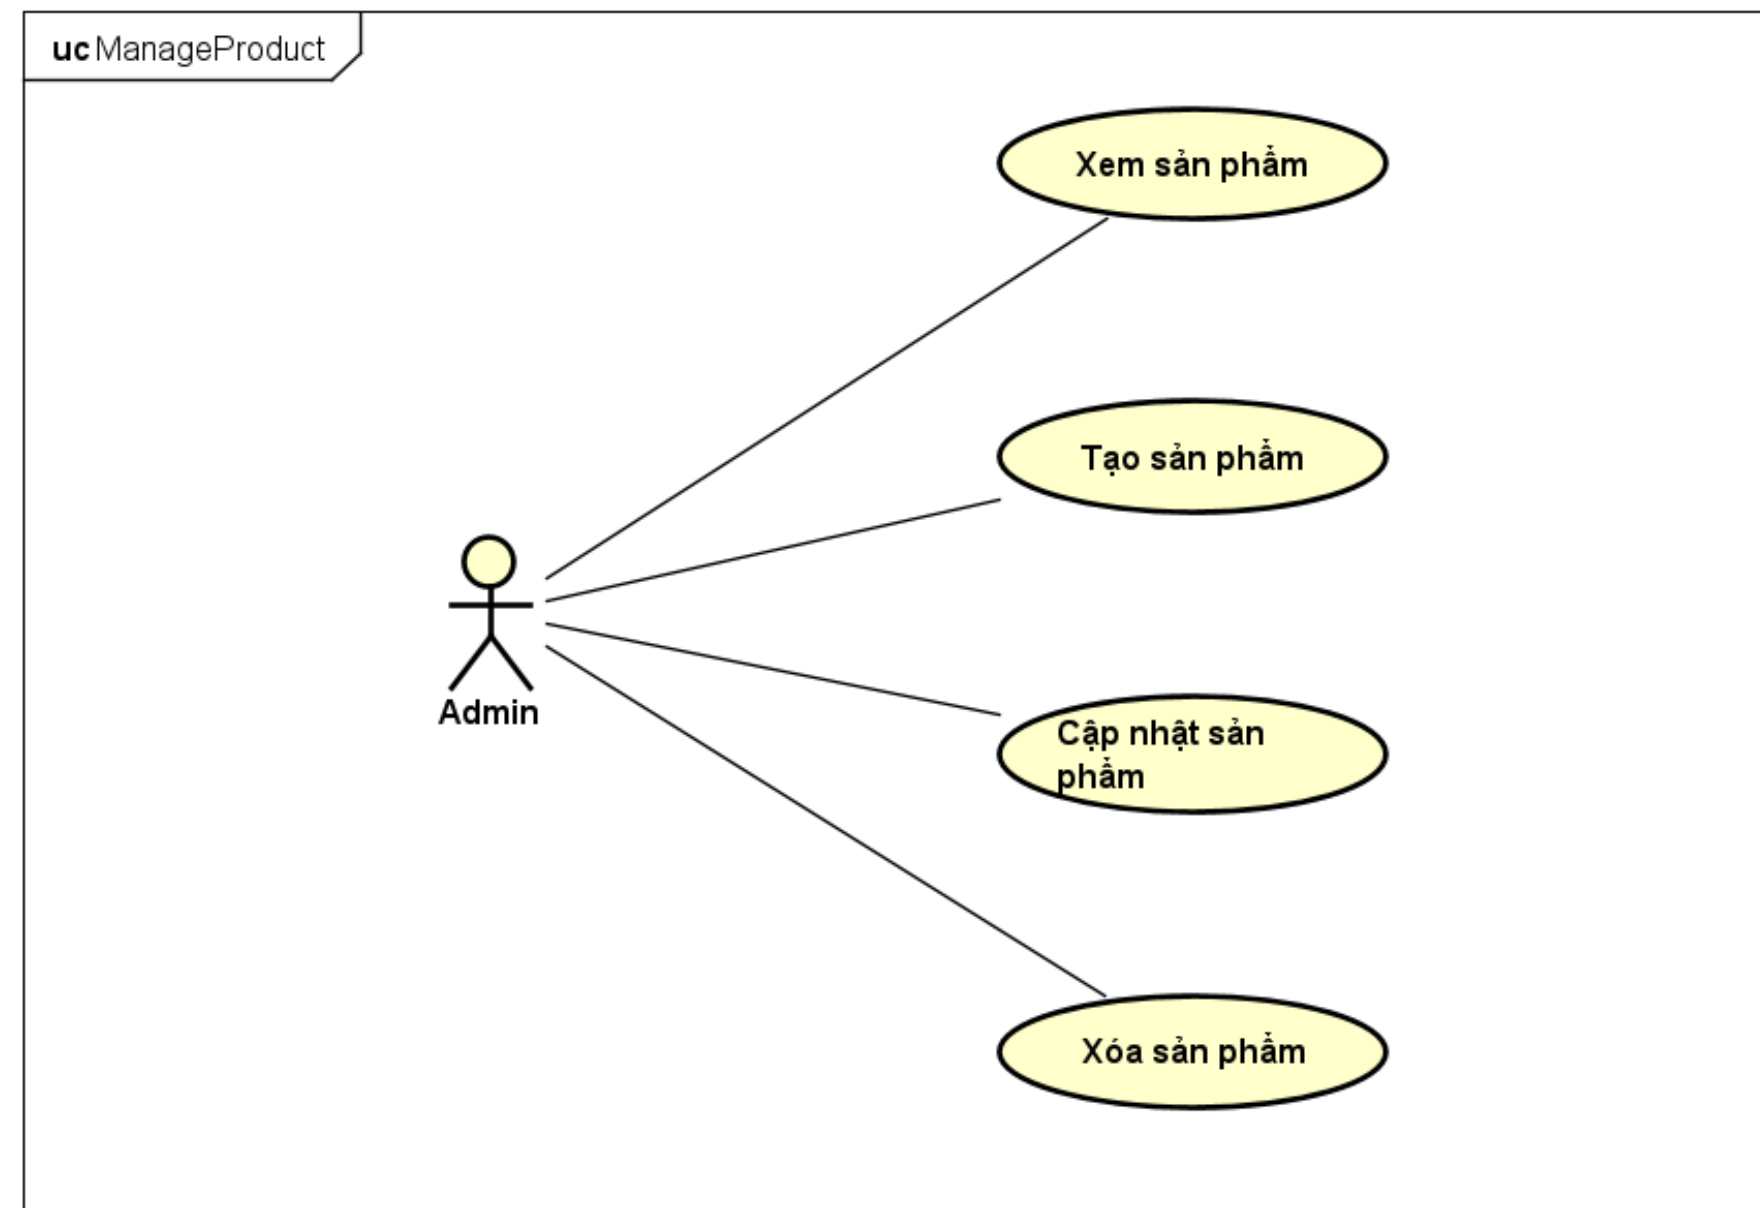 uc ManageProduct
Xem sản phẩm
Tạo sản phẩm
Admin
Cập nhật sản
phẩm
Xóa sản phẩm